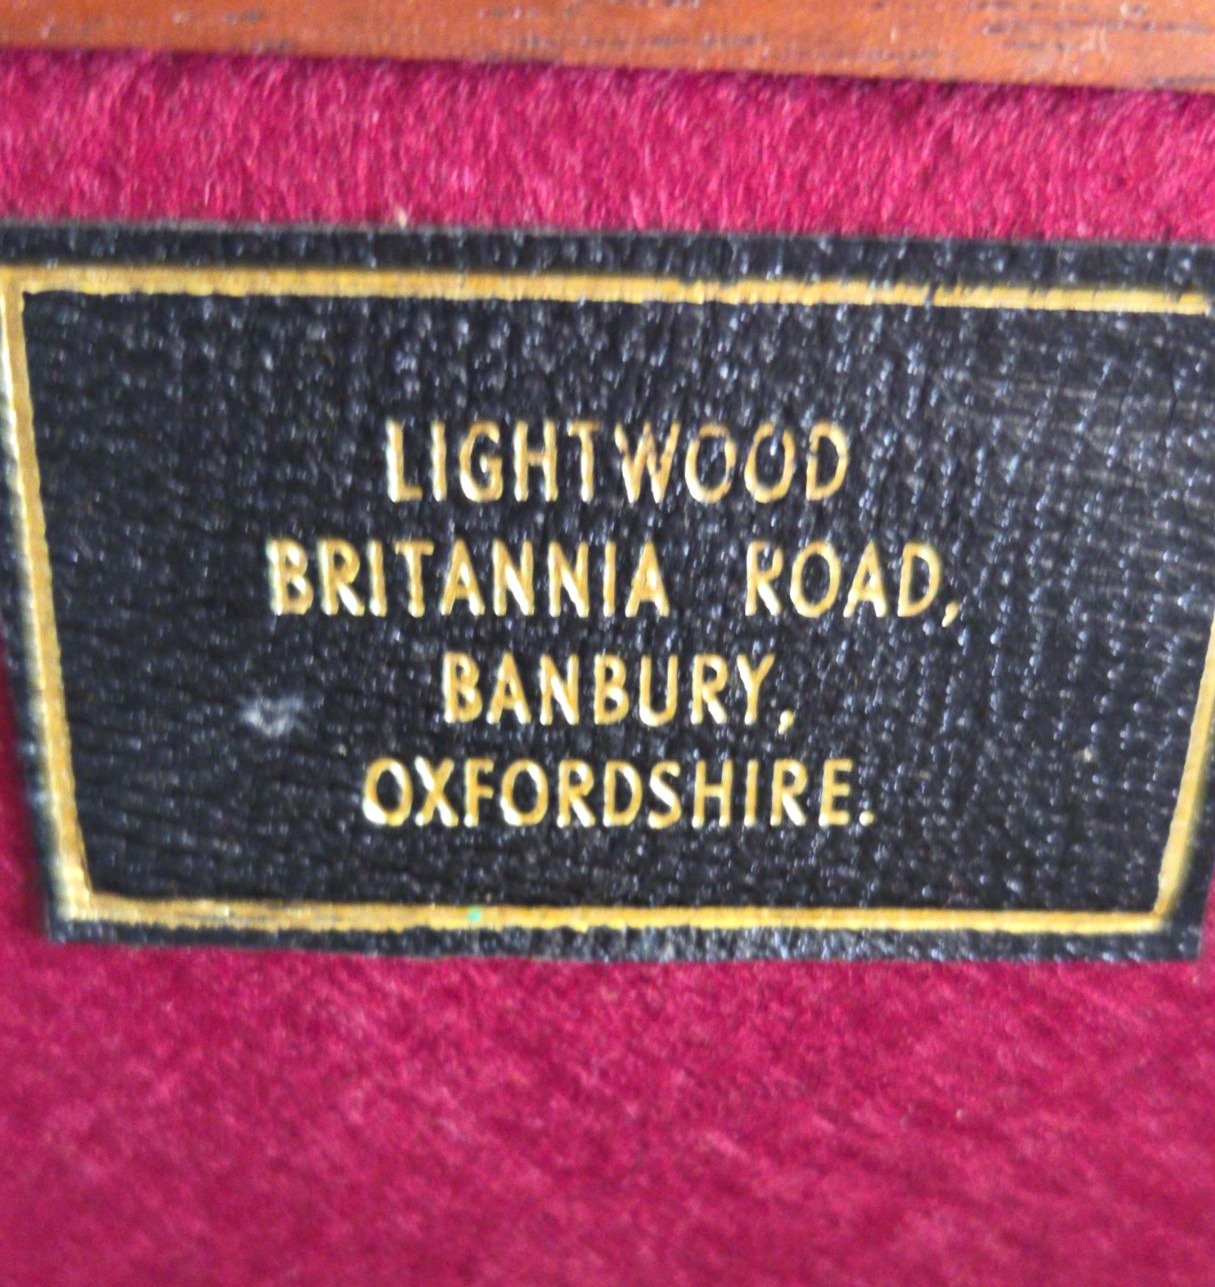 LIGHTWOOD
BRITANNIA ROAD,
BANBURY,
OXFORDSHIRE.